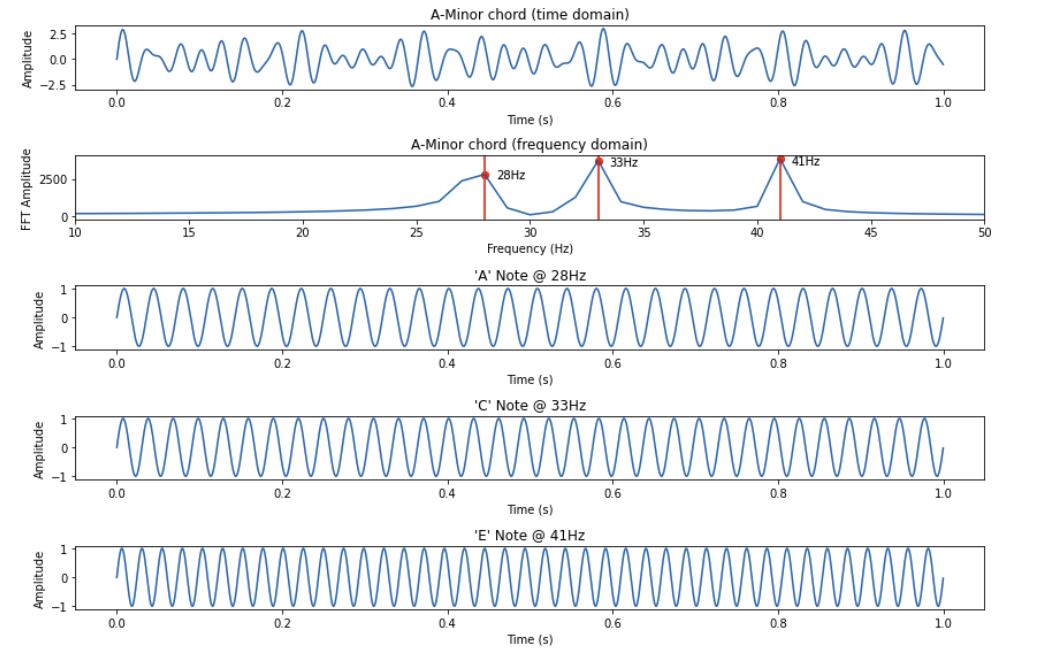 A-Minor chord (time domain)
Amplitude
2.5
0.0
−2.5
0.0 0.2 0.4 0.6 0.8 1.0
Time (s)
A-Minor chord (frequency domain)
FFT Amplitude
2500
0
28Hz
33Hz
41Hz
10 15 20 25 30 35 40 45 50
Frequency (Hz)
'A' Note @ 28Hz
Amplitude
1
0
−1
0.0 0.2 0.4 0.6 0.8 1.0
Time (s)
'C' Note @ 33Hz
Amplitude
1
0
−1
0.0 0.2 0.4 0.6 0.8 1.0
Time (s)
'E' Note @ 41Hz
Amplitude
1
0
−1
0.0 0.2 0.4 0.6 0.8 1.0
Time (s)